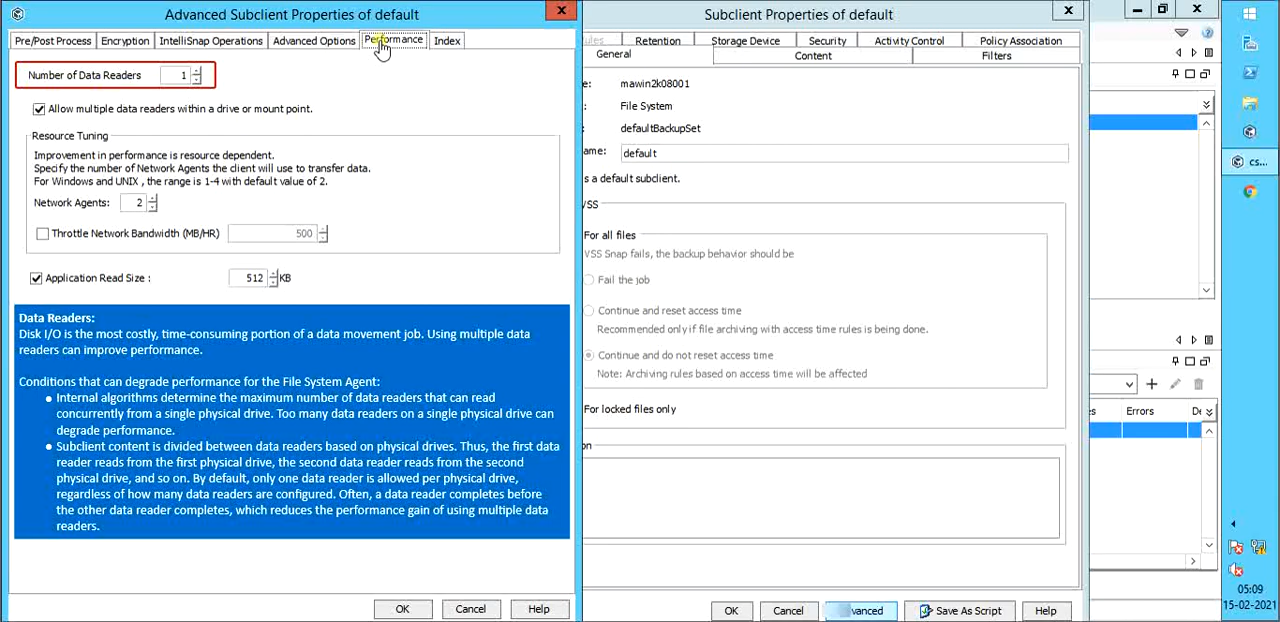 Advanced Subclient Properties of default
Pre/Post Process
Encryption
IntelliSnap Operations
Advanced Options
Performance
Index
Number of Data Readers
1
Allow multiple data readers within a drive or mount point.
Resource Tuning
Improvement in performance is resource dependent.
Specify the number of Network Agents the client will use to transfer data.
For Windows and UNIX , the range is 1-4 with default value of 2.
Network Agents:
2
Throttle Network Bandwidth (MB/HR)
500
Application Read Size :
512
KB
Data Readers:
Disk I/O is the most costly, time-consuming portion of a data movement job. Using multiple data
readers can improve performance.
Conditions that can degrade performance for the File System Agent:
Internal algorithms determine the maximum number of data readers that can read
concurrently from a single physical drive. Too many data readers on a single physical drive can
degrade performance.
Subclient content is divided between data readers based on physical drives. Thus, the first data
reader reads from the first physical drive, the second data reader reads from the second
physical drive, and so on. By default, only one data reader is allowed per physical drive,
regardless of how many data readers are configured. Often, a data reader completes before
the other data reader completes, which reduces the performance gain of using multiple data
readers.
OK
Cancel
Help
Subclient Properties of default
Retention
Storage Device
Security
Activity Control
Policy Association
General
Content
Filters
e:
mawin2k08001
:
File System
defaultBackupSet
ame:
default
s a default subclient.
VSS
For all files
VSS Snap fails, the backup behavior should be
Fail the job
Continue and reset access time
Recommended only if file archiving with access time rules is being done.
Continue and do not reset access time
Note: Archiving rules based on access time will be affected
For locked files only
on
OK
Cancel
vanced
Save As Script
Help
s
Errors
De
cs...
05:09
15-02-2021